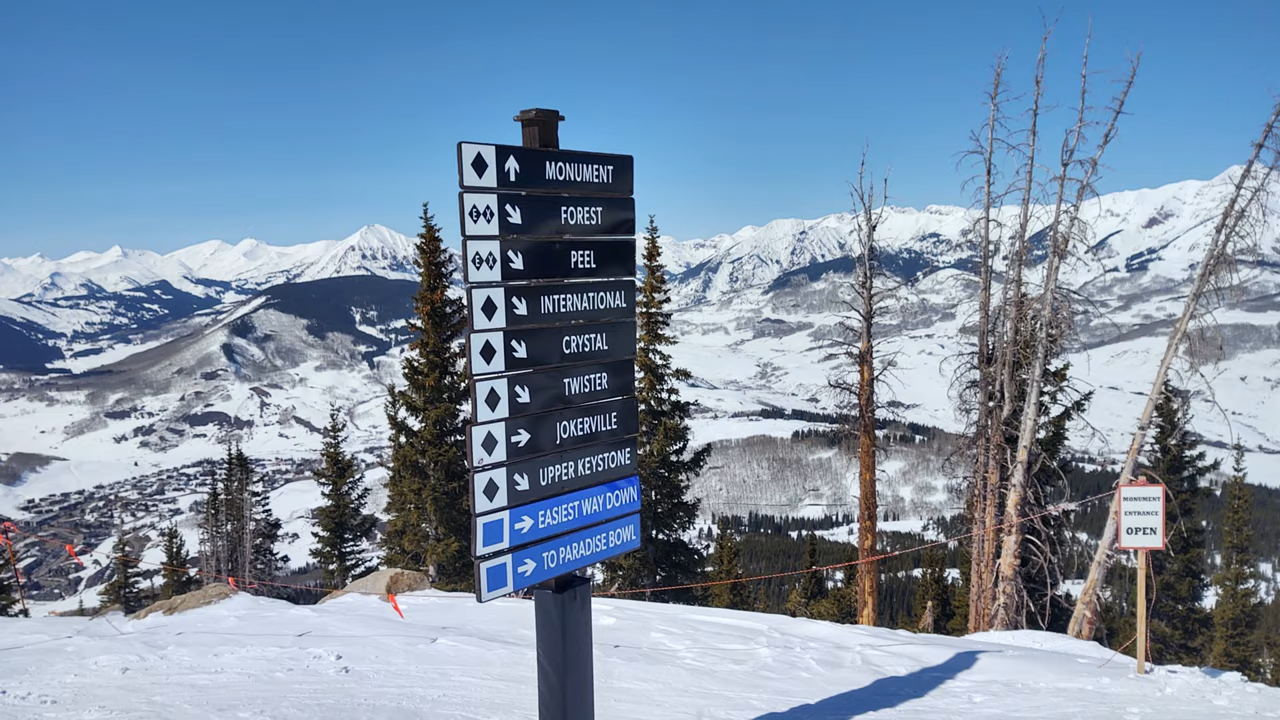 MONUMENT
EX FOREST
EX PEEL
INTERNATIONAL
CRYSTAL
TWISTER
JOKERVILLE
UPPER KEYSTONE
EASIEST WAY DOWN
TO PARADISE BOWL
MONUMENT
ENTRANCE
OPEN